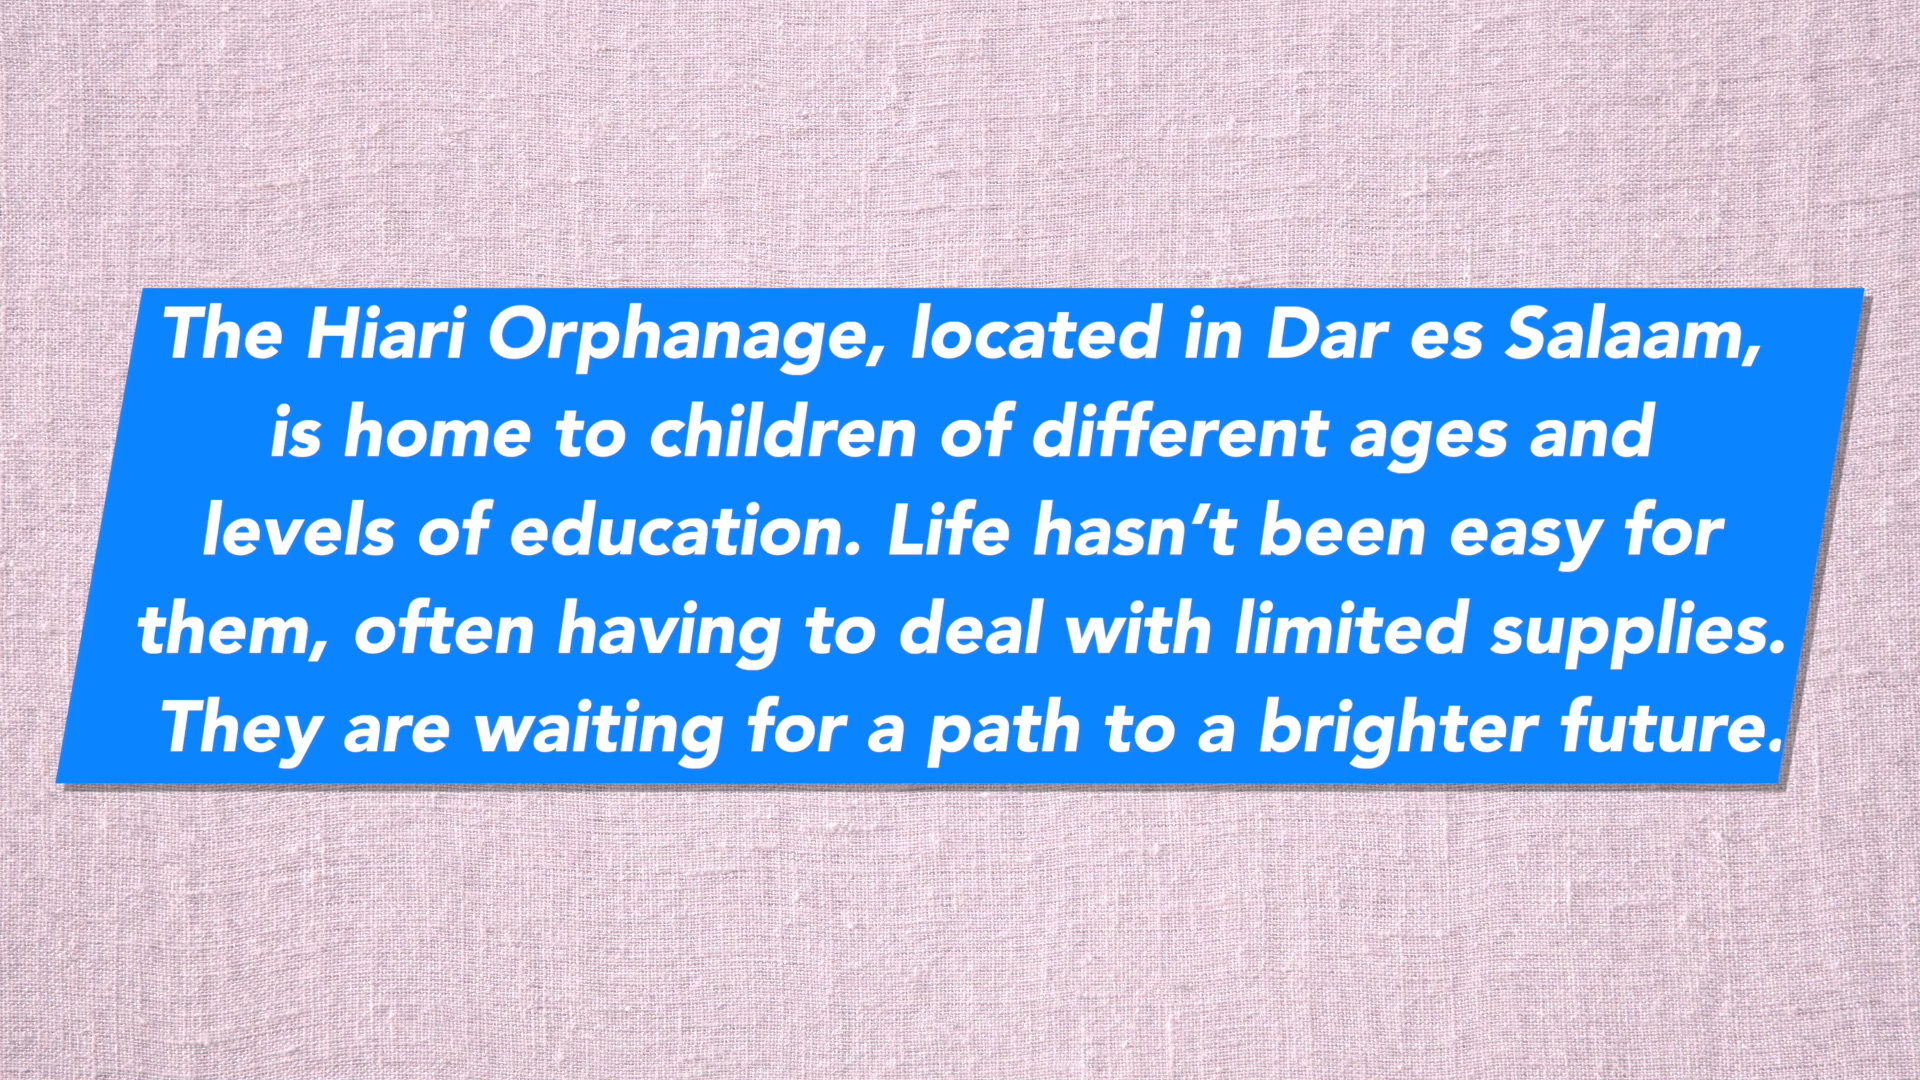 The Hiari Orphanage, located in Dar es Salaam,
is home to children of different ages and
levels of education. Life hasn’t been easy for
them, often having to deal with limited supplies.
They are waiting for a path to a brighter future.